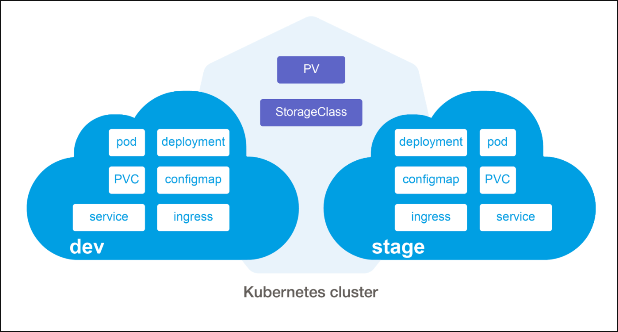 PV
StorageClass
pod deployment
PVC configmap
service ingress
dev
deployment pod
configmap PVC
ingress service
stage
Kubernetes cluster